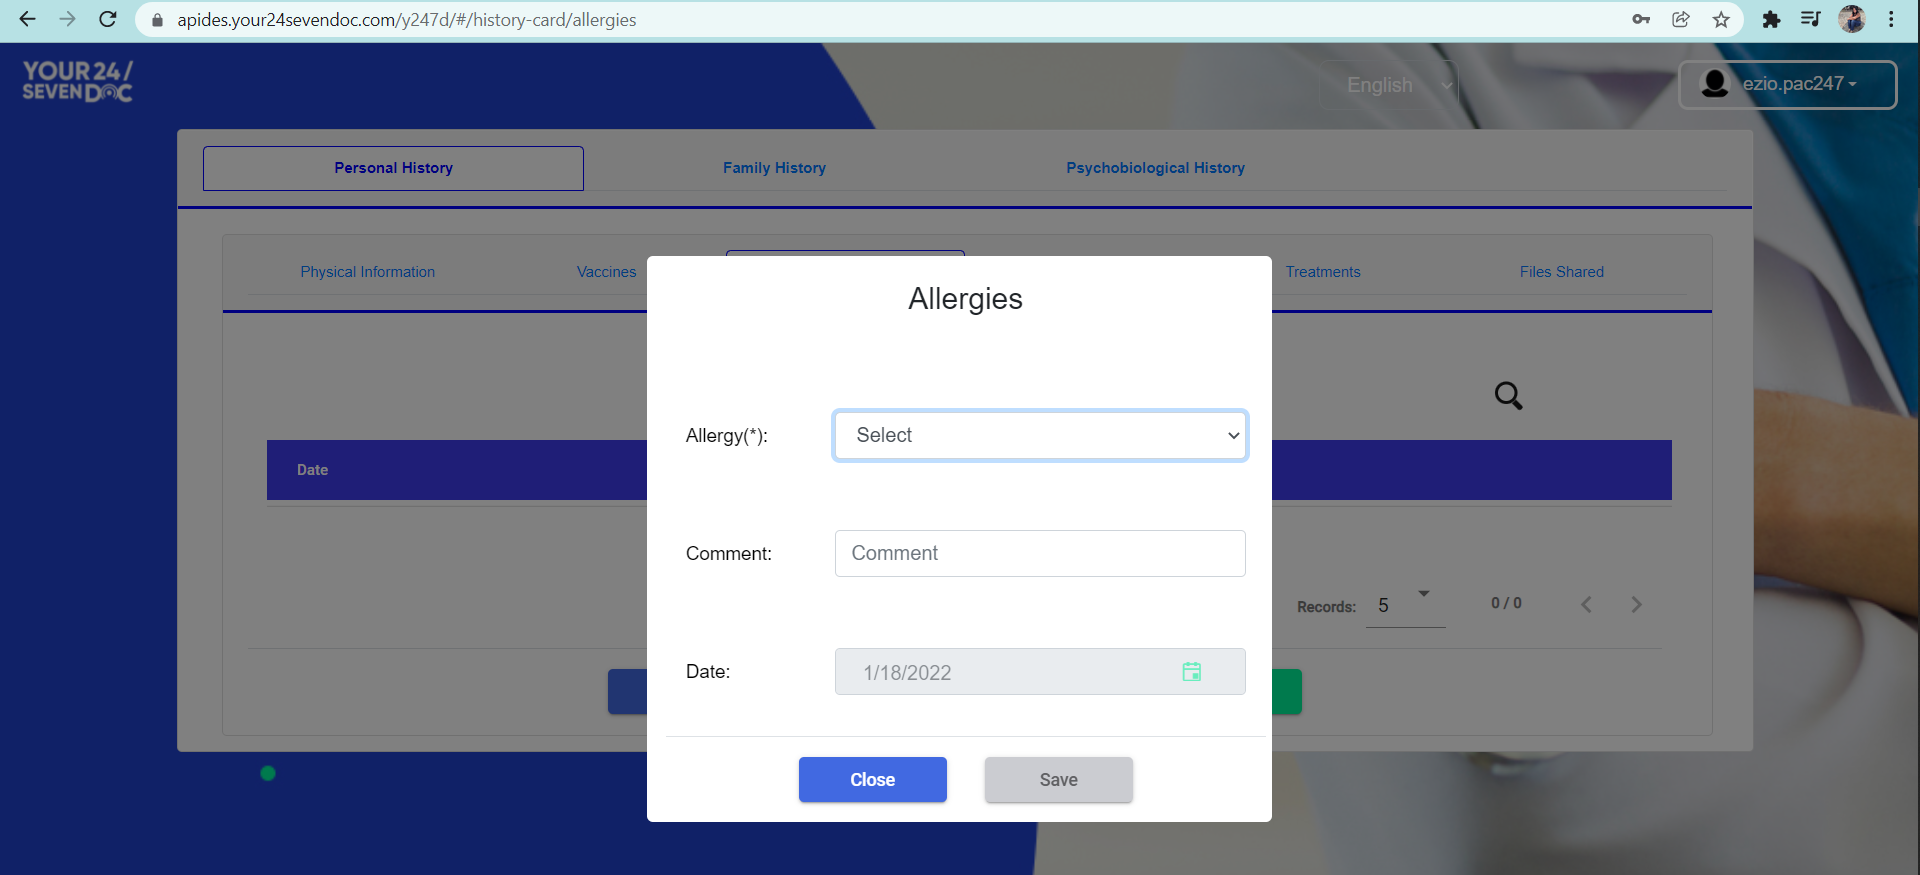 apides.your24sevendoc.com/y247d/#/history-card/allergies
YOUR 24/
SEVENDOC
English
ezio.pac247
Personal History
Family History
Psychobiological History
Physical Information
Vaccines
Treatments
Files Shared
Allergies
Allergy(*):
Select
Date
Comment:
Comment
Records:
5
0 / 0
Date:
1/18/2022
Close
Save